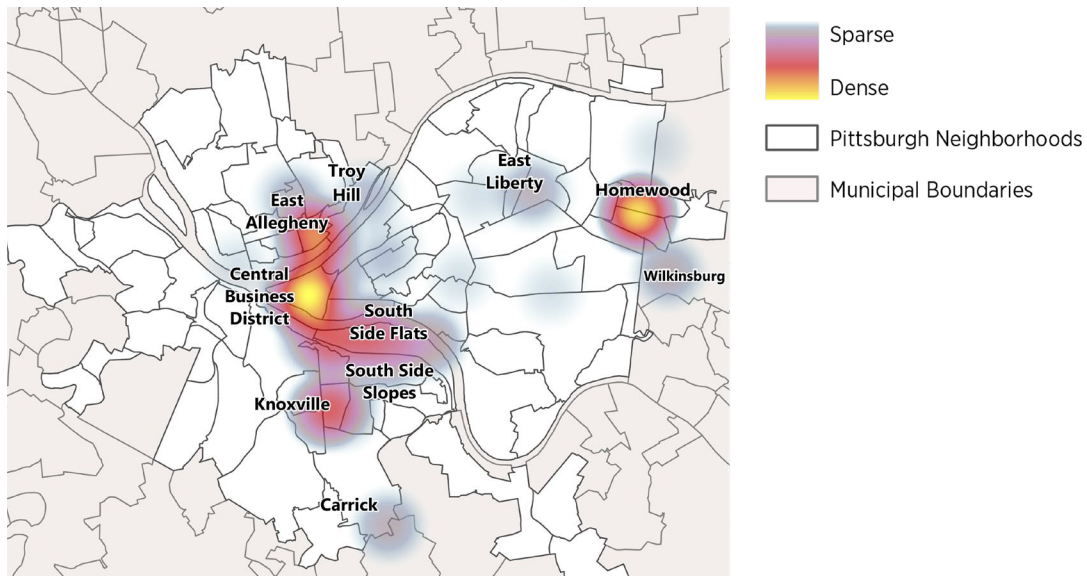 Sparse
Dense
Pittsburgh Neighborhoods
Municipal Boundaries
Troy
Hill
East
Liberty
Homewood
East
Allegheny
Central
Business
District
Wilkinsburg
South
Side Flats
South Side
Slopes
Knoxville
Carrick